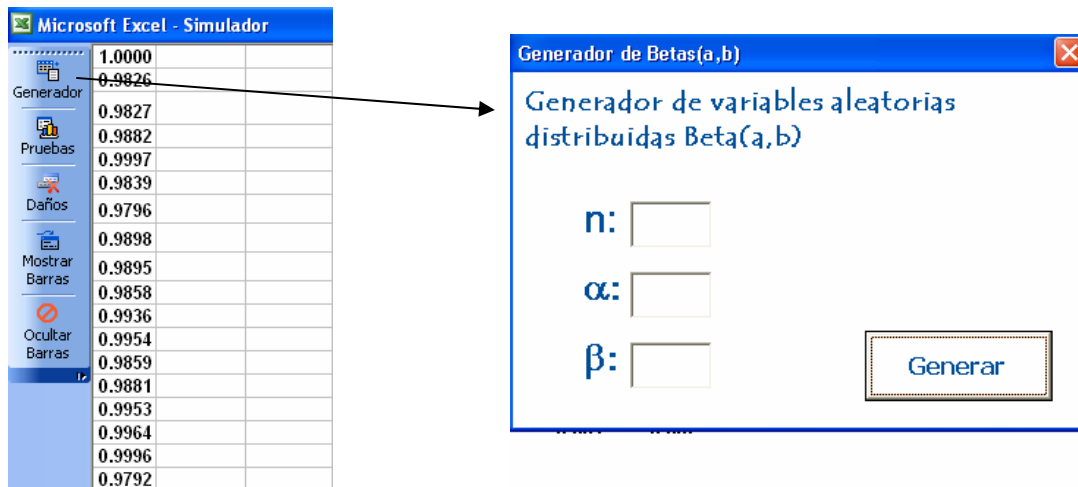 Microsoft Excel - Simulador
Generador
Pruebas
Daños
Mostrar
Barras
Ocultar
Barras
1.0000
0.9826
0.9827
0.9882
0.9997
0.9839
0.9796
0.9898
0.9895
0.9858
0.9936
0.9954
0.9859
0.9881
0.9953
0.9964
0.9996
0.9792
Generador de Betas(a,b)
Generador de variables aleatorias
distribuidas Beta(a,b)
n:
α:
β:
Generar